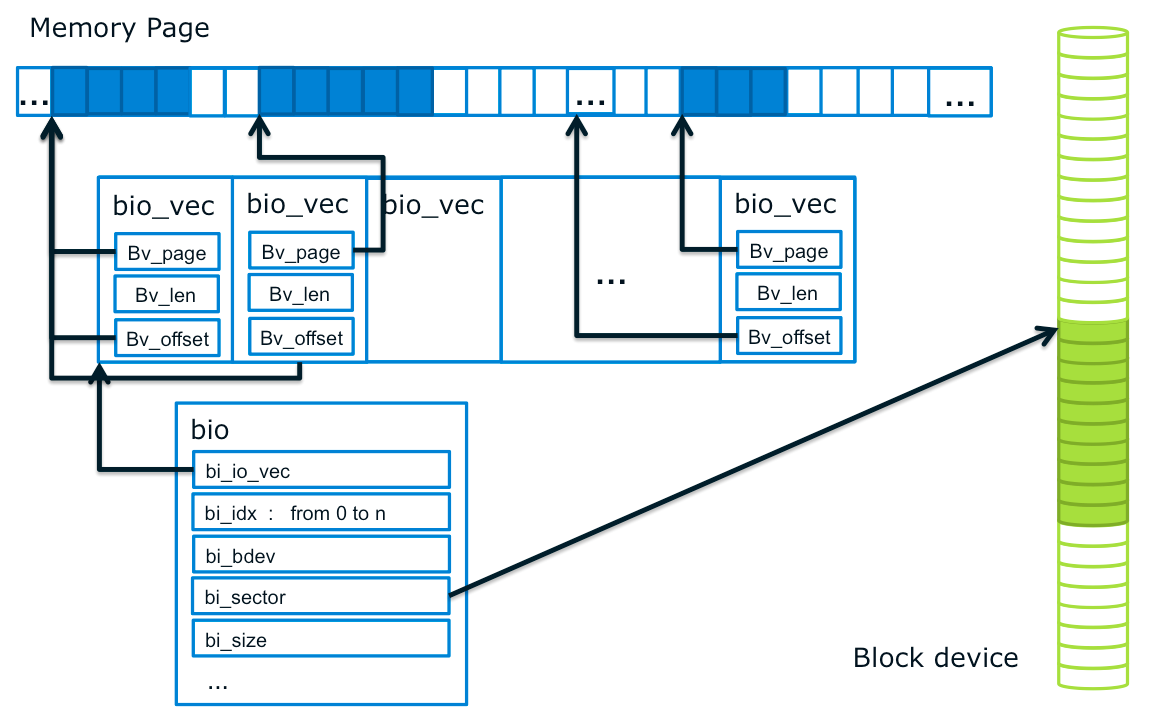 Memory Page
...
...
...
bio_vec
Bv_page
Bv_len
Bv_offset
bio_vec
Bv_page
Bv_len
Bv_offset
bio_vec
...
bio_vec
Bv_page
Bv_len
Bv_offset
bio
bi_io_vec
bi_idx : from 0 to n
bi_bdev
bi_sector
bi_size
...
Block device